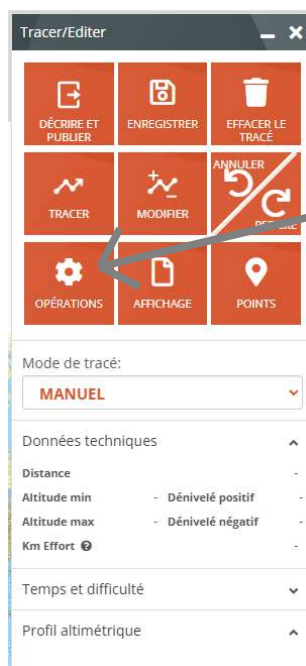 Tracer/Editer
DÉCRIRE ET
PUBLIER
ENREGISTRER
EFFACER LE
TRACÉ
TRACER
MODIFIER
ANNULER
OPÉRATIONS
AFFICHAGE
POINTS
Mode de tracé:
MANUEL
Données techniques
Distance -
Altitude min - Dénivelé positif -
Altitude max - Dénivelé négatif -
Km Effort -
Temps et difficulté
Profil altimétrique